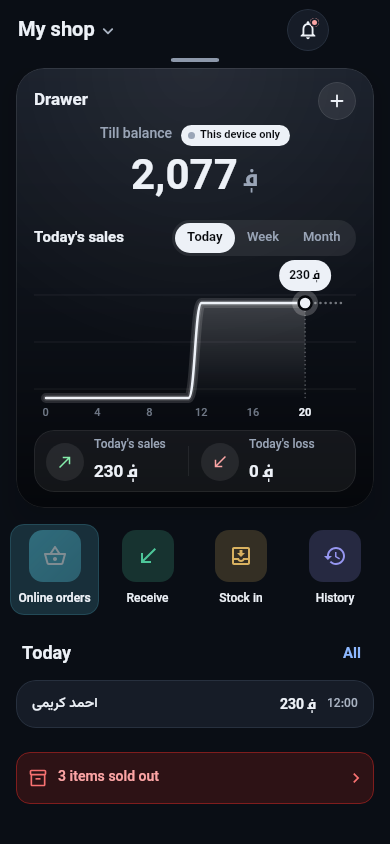 My shop
Drawer
Till balance
This device only
2,077 ؋
Today's sales
Today
Week
Month
230 ؋
0
4
8
12
16
20
Today's sales
230 ؋
Today's loss
0 ؋
Online orders
Receive
Stock in
History
Today
All
احمد کریمی
230 ؋
12:00
3 items sold out